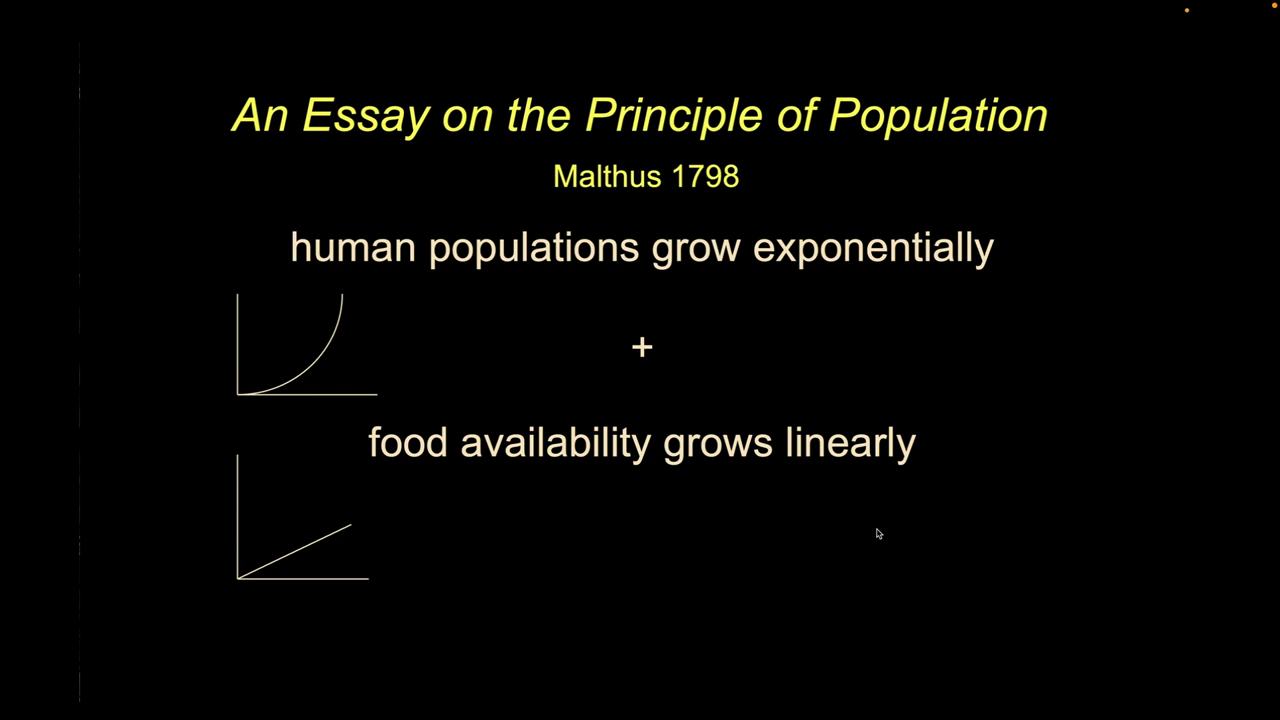 An Essay on the Principle of Population
Malthus 1798
human populations grow exponentially
+
food availability grows linearly